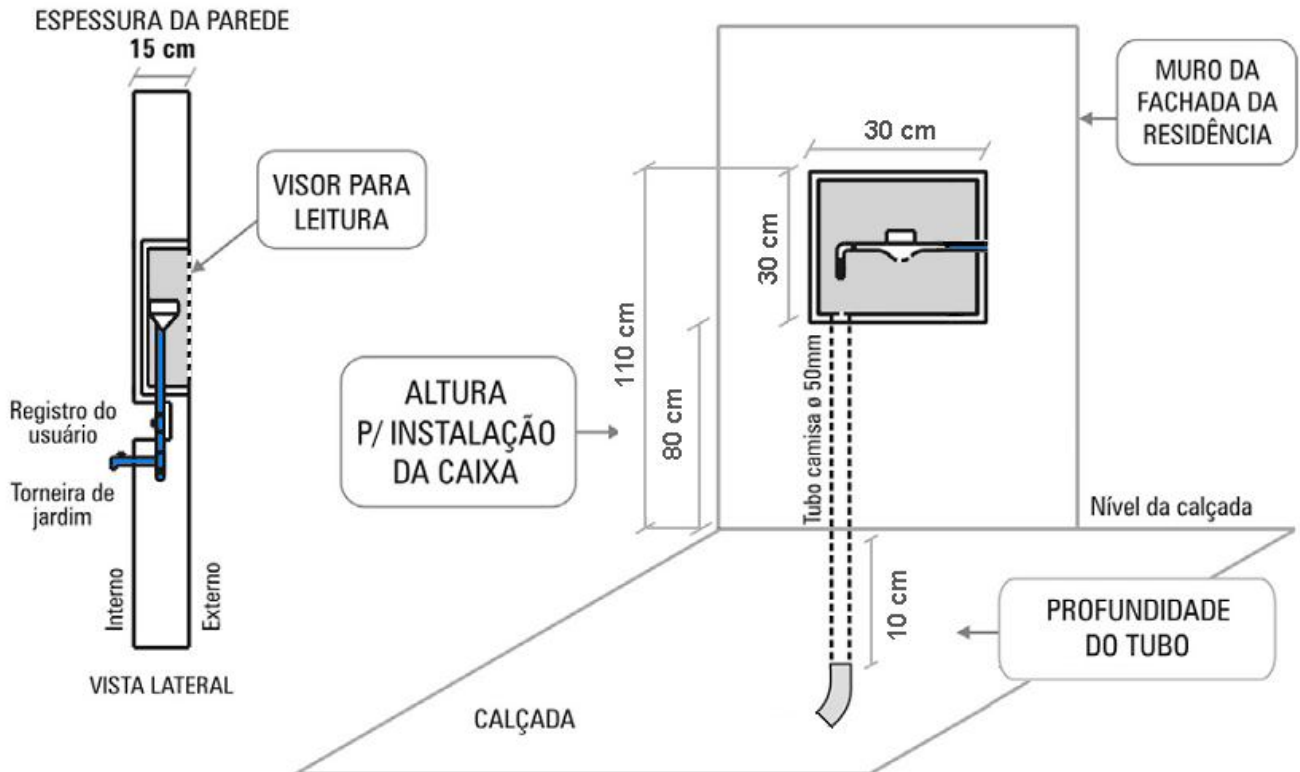 ESPESSURA DA PAREDE
15 cm
VISOR PARA
LEITURA
Registro do
usuário
Torneira de
jardim
Interno
Externo
VISTA LATERAL
MURO DA
FACHADA DA
RESIDÊNCIA
30 cm
30 cm
110 cm
80 cm
ALTURA
P/ INSTALAÇÃO
DA CAIXA
Tubo camisa ø 50mm
Nível da calçada
10 cm
PROFUNDIDADE
DO TUBO
CALÇADA